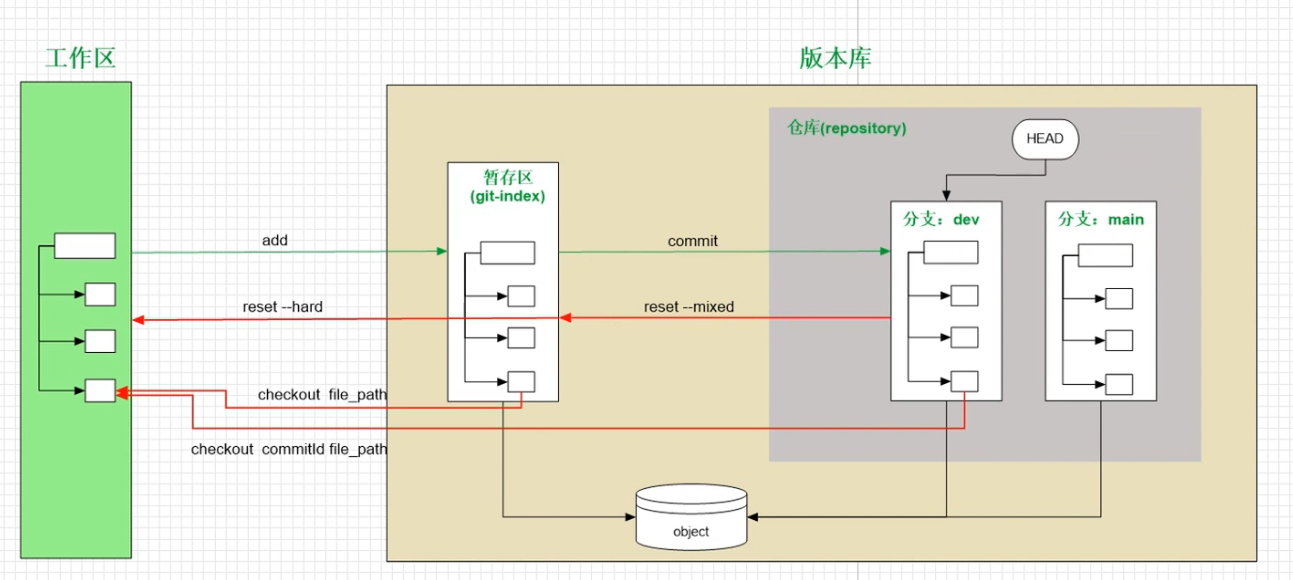 工作区
版本库
仓库(repository)
HEAD
暂存区
(git-index)
分支：dev
分支：main
add
commit
reset --hard
reset --mixed
checkout file_path
checkout commitId file_path
object